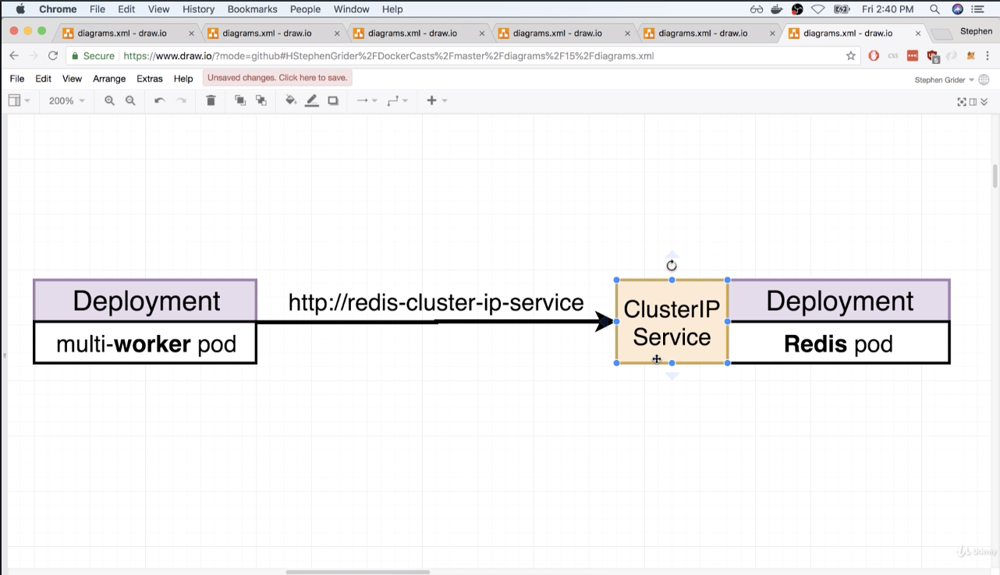 Chrome File Edit View History Bookmarks People Window Help Fri 2:40 PM
diagrams.xml - draw.io diagrams.xml - draw.io diagrams.xml - draw.io diagrams.xml - draw.io diagrams.xml - draw.io diagrams.xml - draw.io Stephen
Secure https://www.draw.io/?mode=github#HStephenGrider%2FDockerCasts%2Fmaster%2Fdiagrams%2F15%2Fdiagrams.xml CSS 5
File Edit View Arrange Extras Help Unsaved changes. Click here to save. Stephen Grider
200%
Deployment
multi-worker pod
http://redis-cluster-ip-service
ClusterIP
Service
Deployment
Redis pod
Udemy